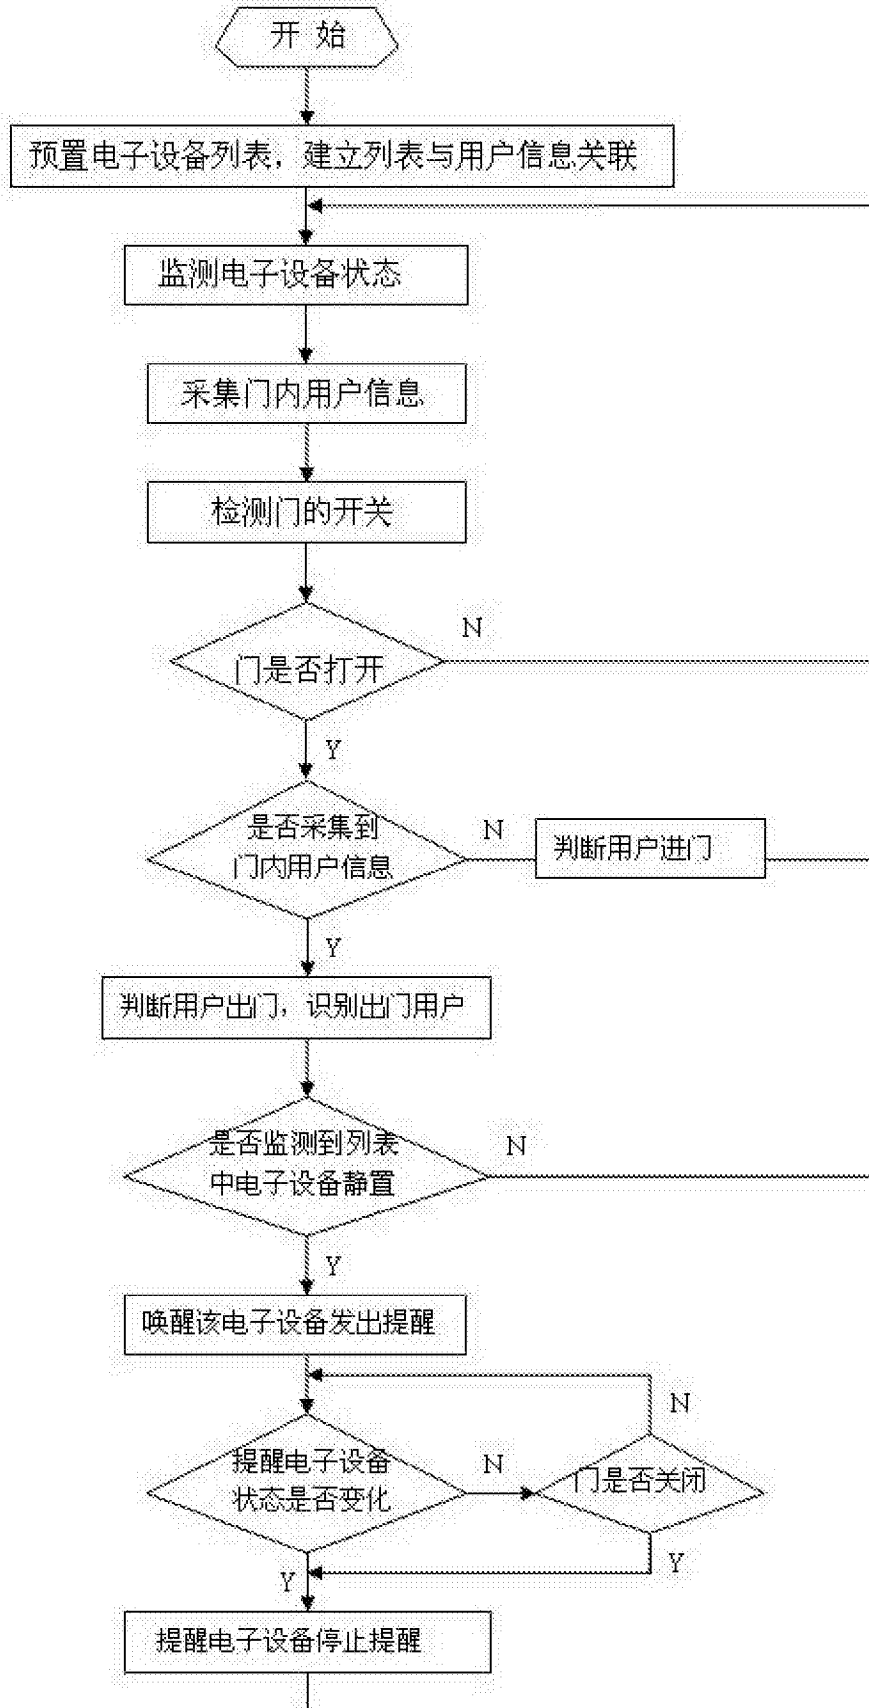 开 始
预置电子设备列表，建立列表与用户信息关联
监测电子设备状态
采集门内用户信息
检测门的开关
N
门是否打开
Y
是否采集到
门内用户信息
N
判断用户进门
Y
判断用户出门，识别出门用户
是否监测到列表
中电子设备静置
N
Y
唤醒该电子设备发出提醒
N
提醒电子设备
状态是否变化
N
门是否关闭
Y
Y
提醒电子设备停止提醒